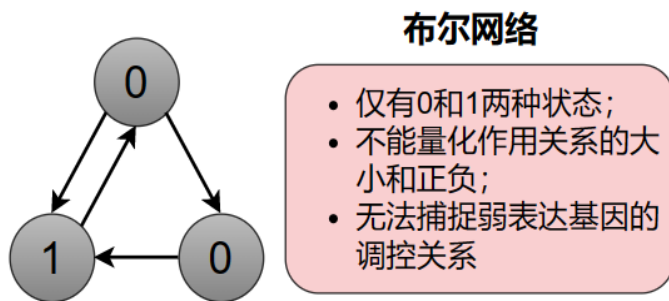 布尔网络
0
1
0
• 仅有0和1两种状态；
• 不能量化作用关系的大
小和正负；
• 无法捕捉弱表达基因的
调控关系